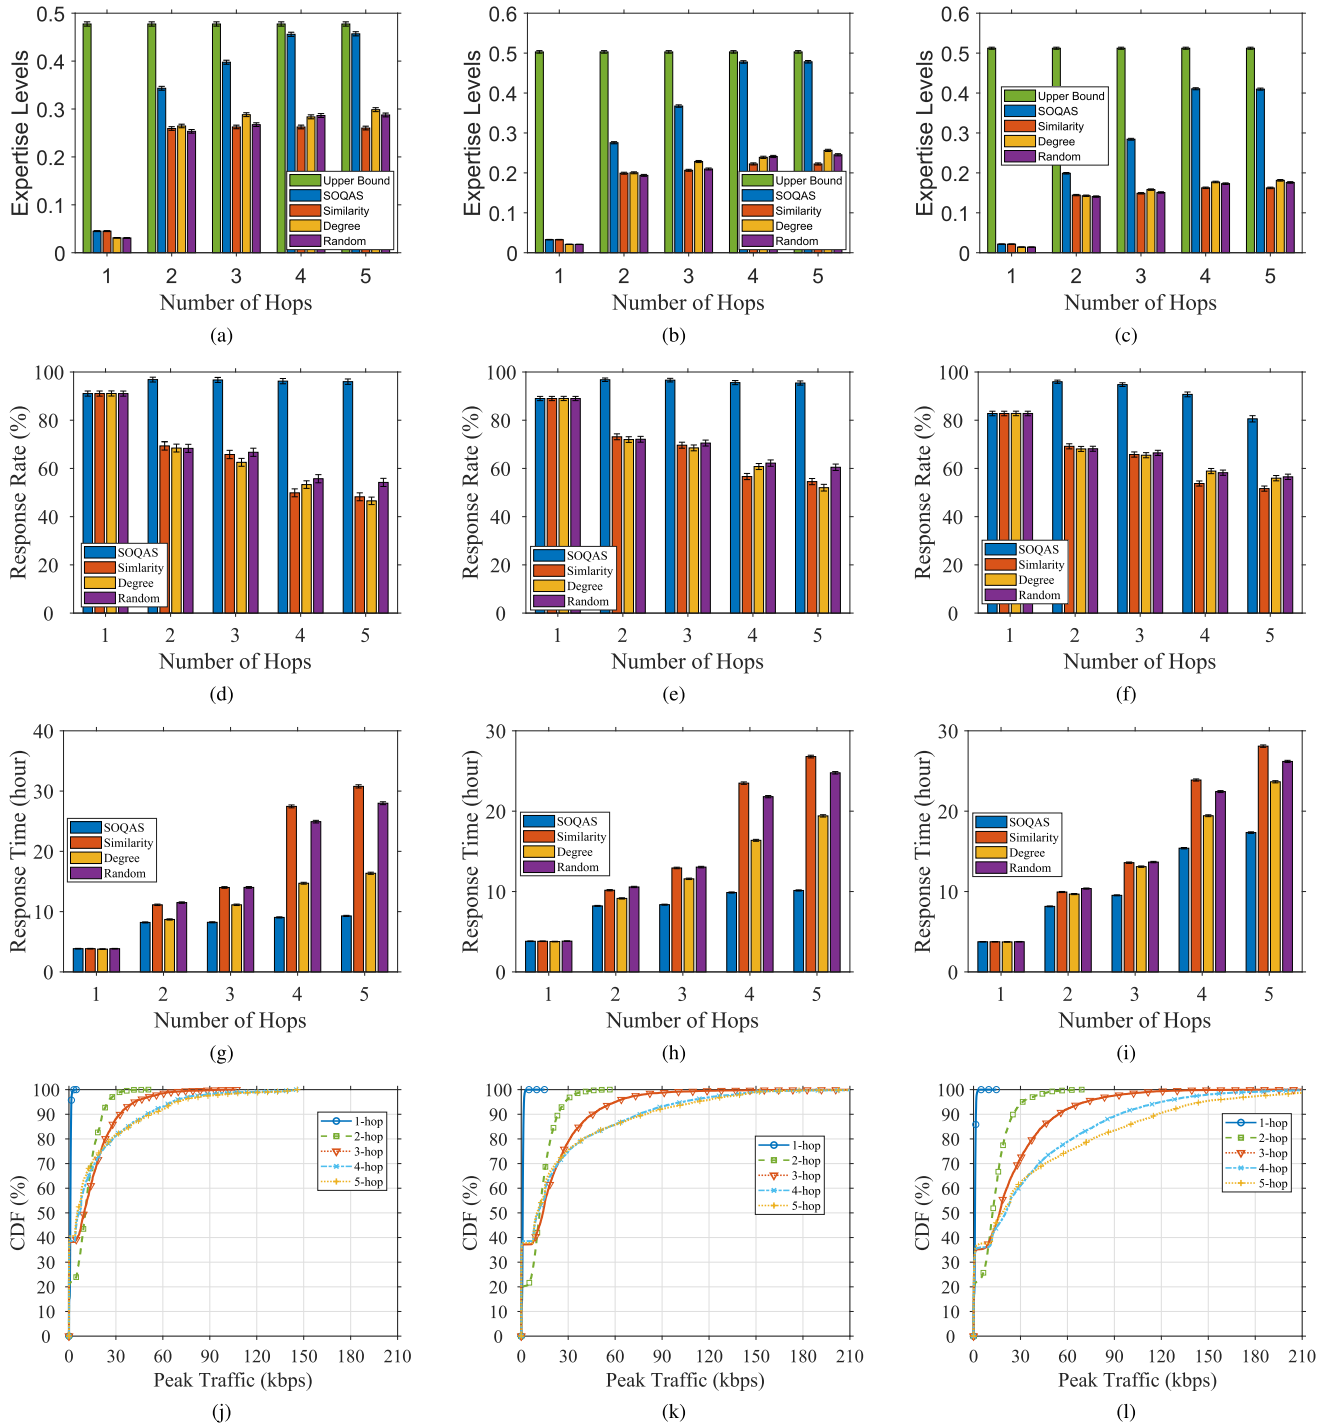 0.5
0.4
0.3
0.2
0.1
0
Expertise Levels
Upper Bound
SOQAS
Similarity
Degree
Random
1 2 3 4 5
Number of Hops
(a)
0.6
0.5
0.4
0.3
0.2
0.1
0
Expertise Levels
Upper Bound
SOQAS
Similarity
Degree
Random
1 2 3 4 5
Number of Hops
(b)
0.6
0.5
0.4
0.3
0.2
0.1
0
Expertise Levels
Upper Bound
SOQAS
Similarity
Degree
Random
1 2 3 4 5
Number of Hops
(c)
100
80
60
40
20
0
Response Rate (%)
SOQAS
Simlarity
Degree
Random
1 2 3 4 5
Number of Hops
(d)
100
80
60
40
20
0
Response Rate (%)
SOQAS
Simlarity
Degree
Random
1 2 3 4 5
Number of Hops
(e)
100
80
60
40
20
0
Response Rate (%)
SOQAS
Simlarity
Degree
Random
1 2 3 4 5
Number of Hops
(f)
40
30
20
10
0
Response Time (hour)
SOQAS
Similarity
Degree
Random
1 2 3 4 5
Number of Hops
(g)
30
20
10
0
Response Time (hour)
SOQAS
Similarity
Degree
Random
1 2 3 4 5
Number of Hops
(h)
30
20
10
0
Response Time (hour)
SOQAS
Similarity
Degree
Random
1 2 3 4 5
Number of Hops
(i)
100
90
80
70
60
50
40
30
20
10
0
CDF (%)
1-hop
2-hop
3-hop
4-hop
5-hop
0 30 60 90 120 150 180 210
Peak Traffic (kbps)
(j)
100
90
80
70
60
50
40
30
20
10
0
CDF (%)
1-hop
2-hop
3-hop
4-hop
5-hop
0 30 60 90 120 150 180 210
Peak Traffic (kbps)
(k)
100
90
80
70
60
50
40
30
20
10
0
CDF (%)
1-hop
2-hop
3-hop
4-hop
5-hop
0 30 60 90 120 150 180 210
Peak Traffic (kbps)
(l)